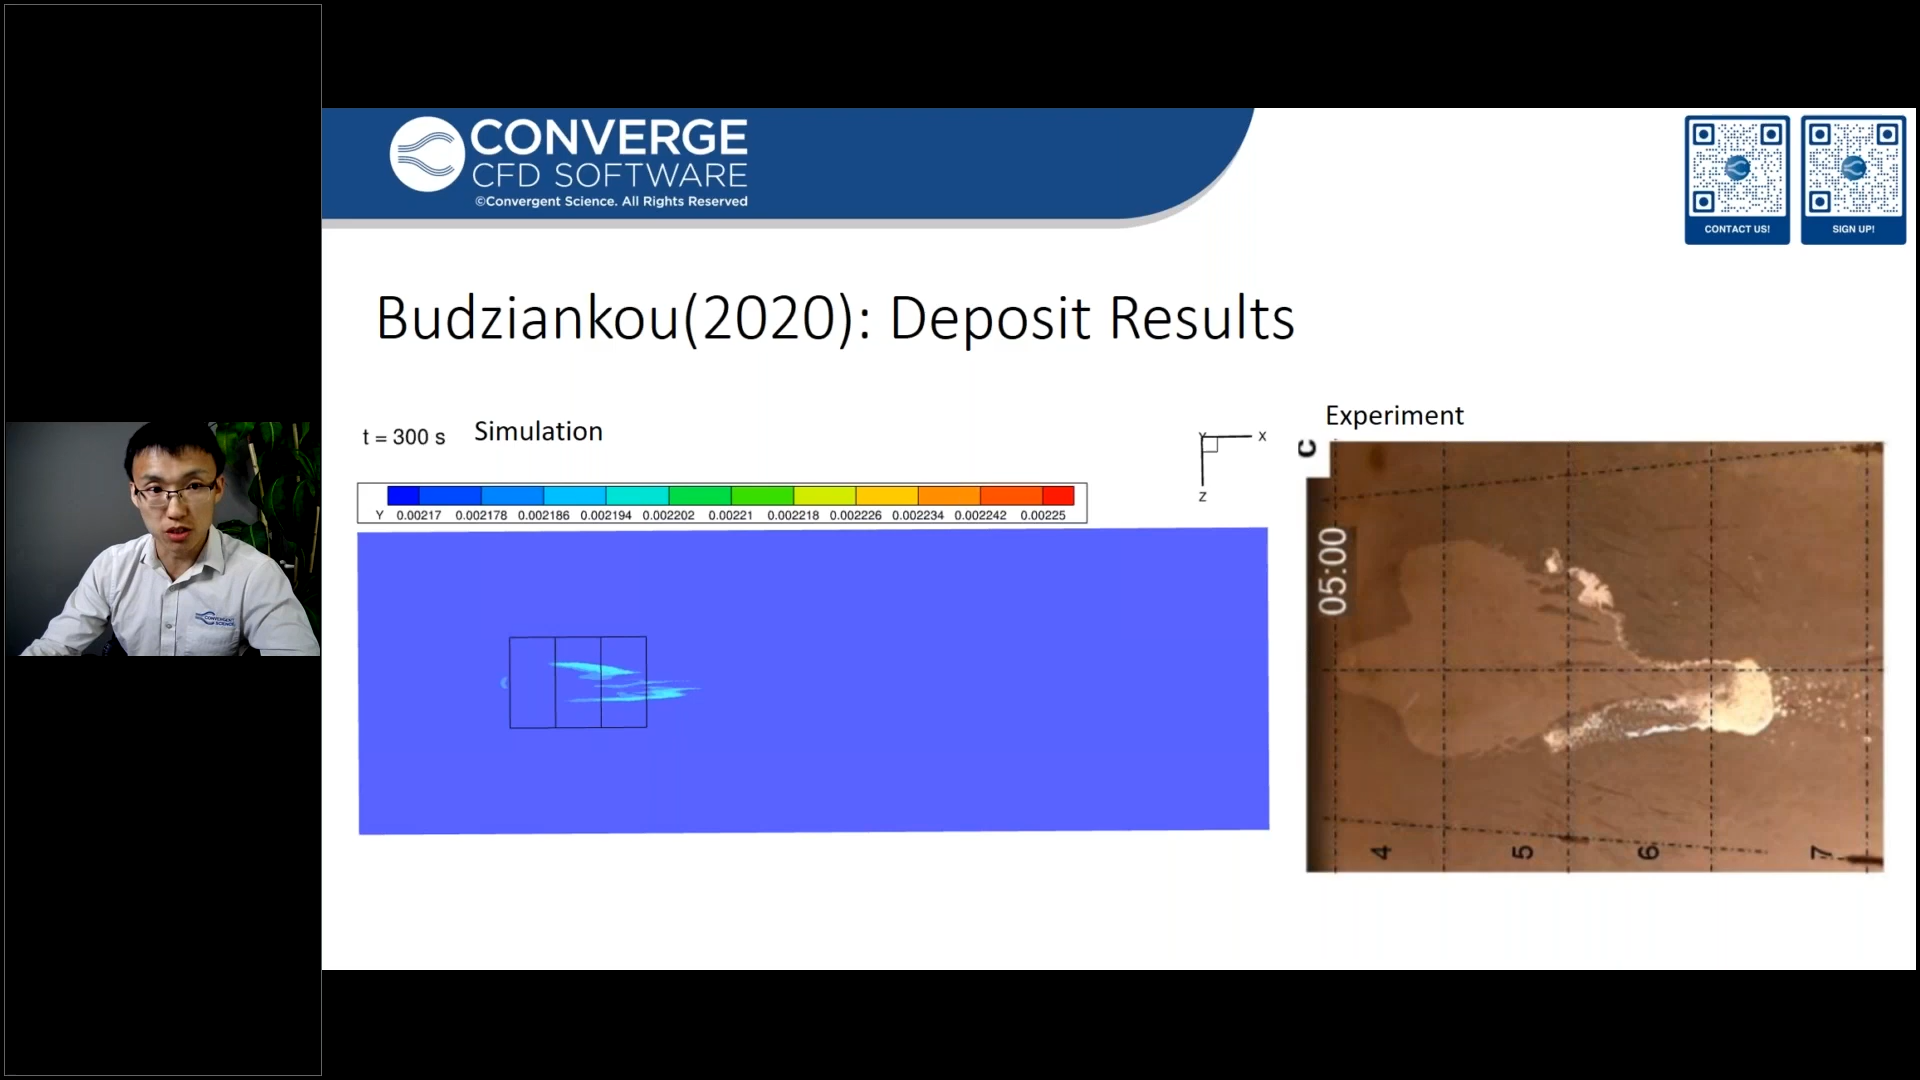 CONVERGE
CFD SOFTWARE
©Convergent Science. All Rights Reserved
CONTACT US!
SIGN UP!
Budziankou(2020): Deposit Results
t = 300 s
Simulation
Y
X
Z
Y 0.00217 0.002178 0.002186 0.002194 0.002202 0.00221 0.002218 0.002226 0.002234 0.002242 0.00225
Experiment
c
05:00
4 5 6 7
CONVERGENT
SCIENCE